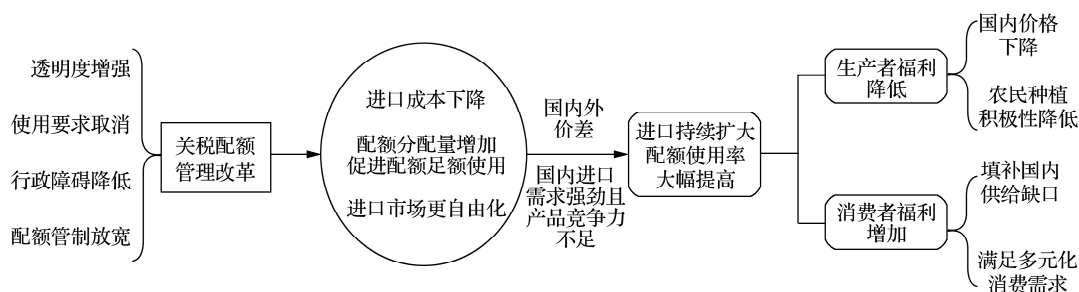 透明度增强
使用要求取消
行政障碍降低
配额管制放宽
关税配额
管理改革
进口成本下降
配额分配量增加
促进配额足额使用
进口市场更自由化
国内外
价差
国内进口
需求强劲且
产品竞争力
不足
进口持续扩大
配额使用率
大幅提高
生产者福利
降低
国内价格
下降
农民种植
积极性降低
消费者福利
增加
填补国内
供给缺口
满足多元化
消费需求